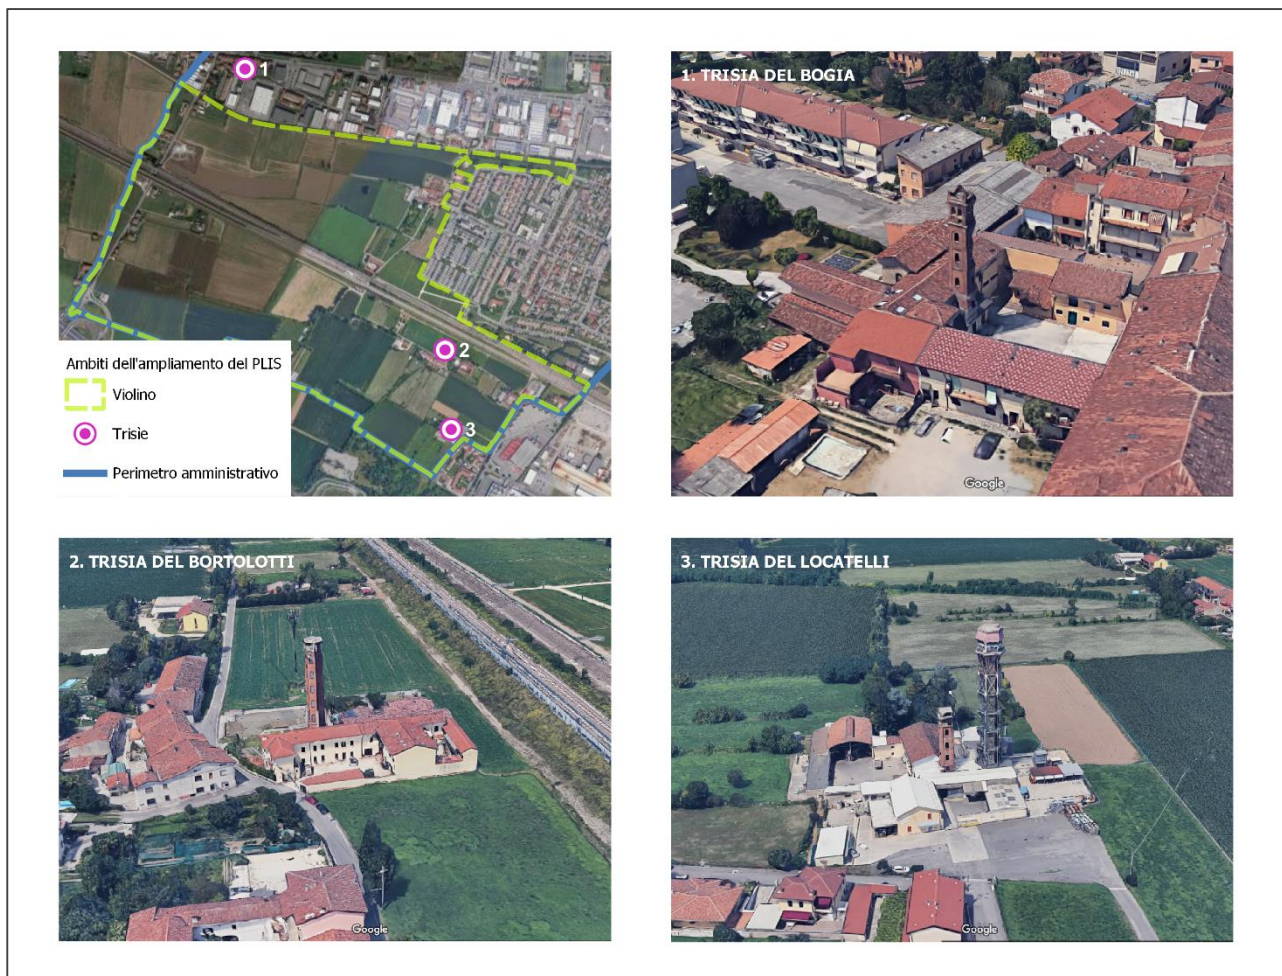 1
2
3
Ambiti dell'ampliamento del PLIS
Violino
Trisie
Perimetro amministrativo
1. TRISIA DEL BOGIA
Google
2. TRISIA DEL BORTOLOTTI
Google
3. TRISIA DEL LOCATELLI
Google